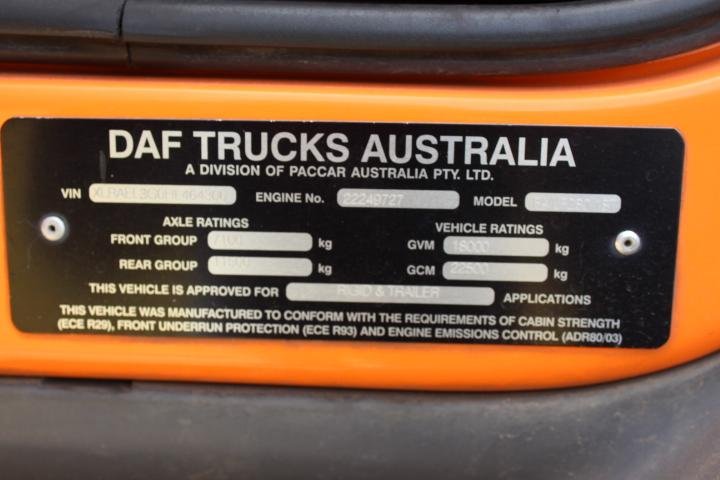 DAF TRUCKS AUSTRALIA
A DIVISION OF PACCAR AUSTRALIA PTY. LTD.
VIN ENGINE No. 22249727 MODEL
AXLE RATINGS VEHICLE RATINGS
FRONT GROUP 7100 kg GVM 18000 kg
REAR GROUP kg GCM 22500 kg
THIS VEHICLE IS APPROVED FOR RIGID & TRAILER APPLICATIONS
THIS VEHICLE WAS MANUFACTURED TO CONFORM WITH THE REQUIREMENTS OF CABIN STRENGTH
(ECE R29), FRONT UNDERRUN PROTECTION (ECE R93) AND ENGINE EMISSIONS CONTROL (ADR80/03)